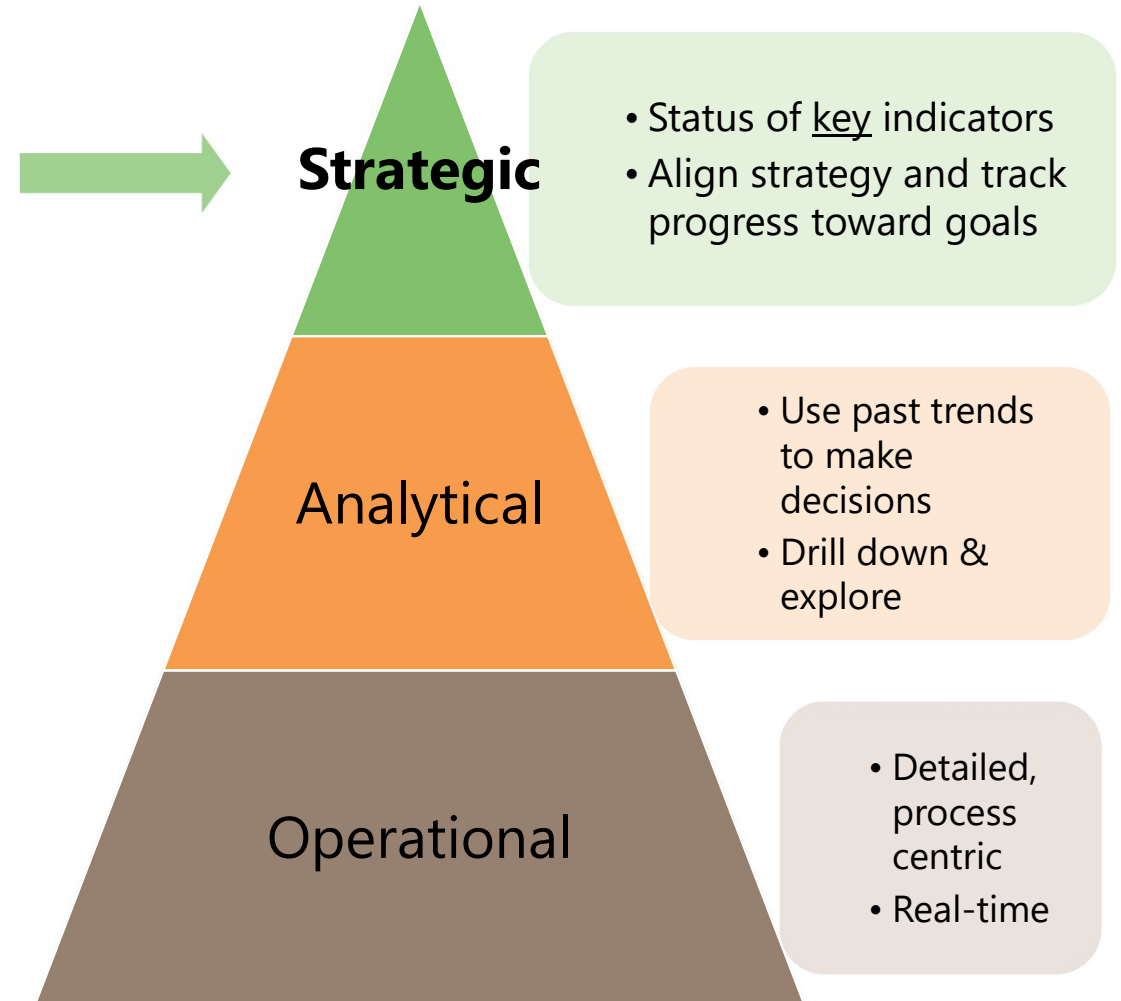 Strategic
• Status of key indicators
• Align strategy and track
progress toward goals
Analytical
• Use past trends
to make
decisions
• Drill down &
explore
Operational
• Detailed,
process
centric
• Real-time